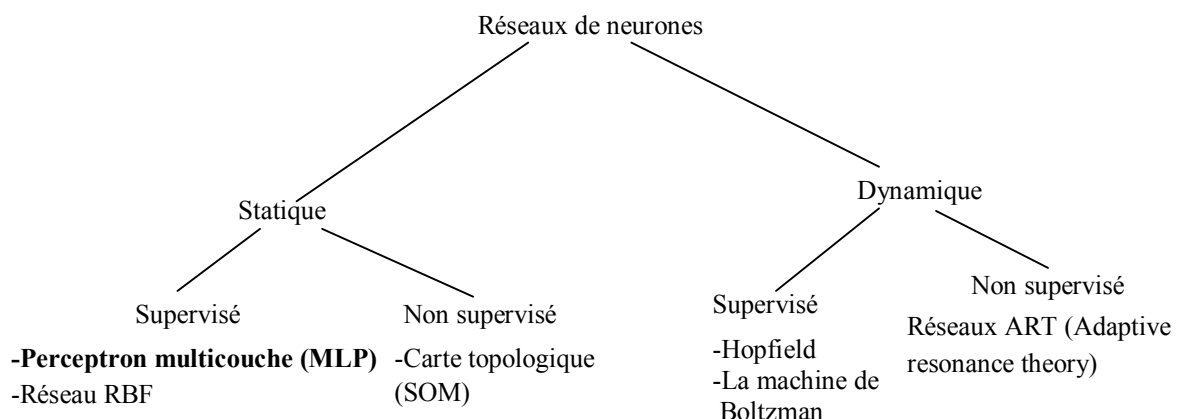 Réseaux de neurones
Statique
Dynamique
Supervisé
-Perceptron multicouche (MLP)
-Réseau RBF
Non supervisé
-Carte topologique
(SOM)
Supervisé
-Hopfield
-La machine de
Boltzman
Non supervisé
Réseaux ART (Adaptive
resonance theory)